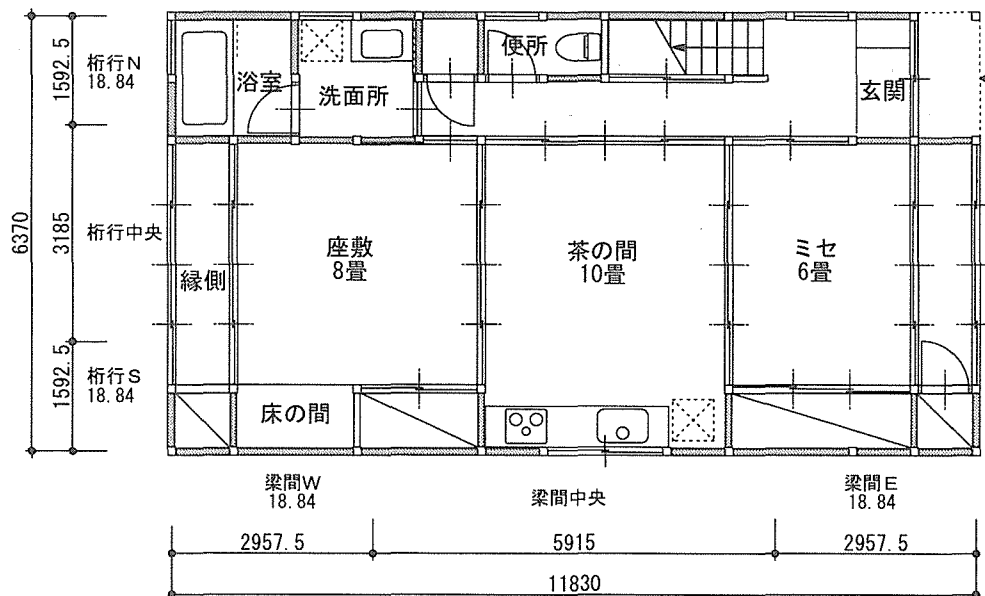 1592.5
桁行N
18.84
浴室
洗面所
便所
玄関
6370
3185
桁行中央
縁側
座敷
8畳
茶の間
10畳
ミセ
6畳
1592.5
桁行S
18.84
床の間
梁間W
18.84
梁間中央
梁間E
18.84
2957.5
5915
2957.5
11830